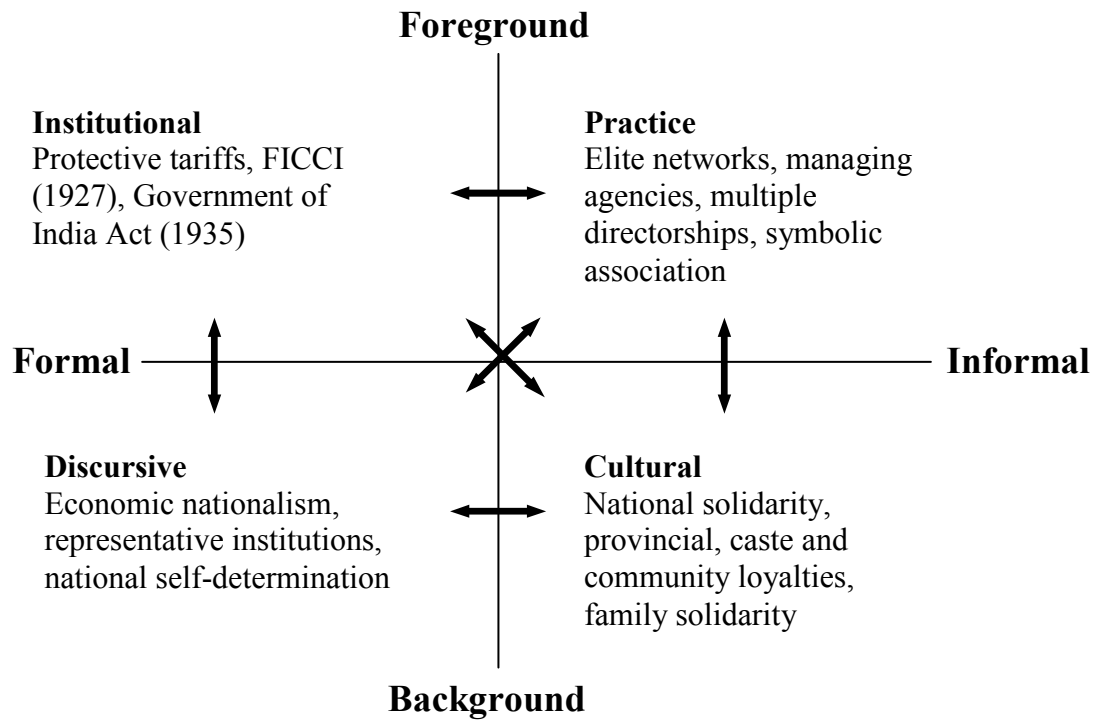 Foreground
Institutional
Protective tariffs, FICCI
(1927), Government of
India Act (1935)
Practice
Elite networks, managing
agencies, multiple
directorships, symbolic
association
Formal
Informal
Discursive
Economic nationalism,
representative institutions,
national self-determination
Cultural
National solidarity,
provincial, caste and
community loyalties,
family solidarity
Background